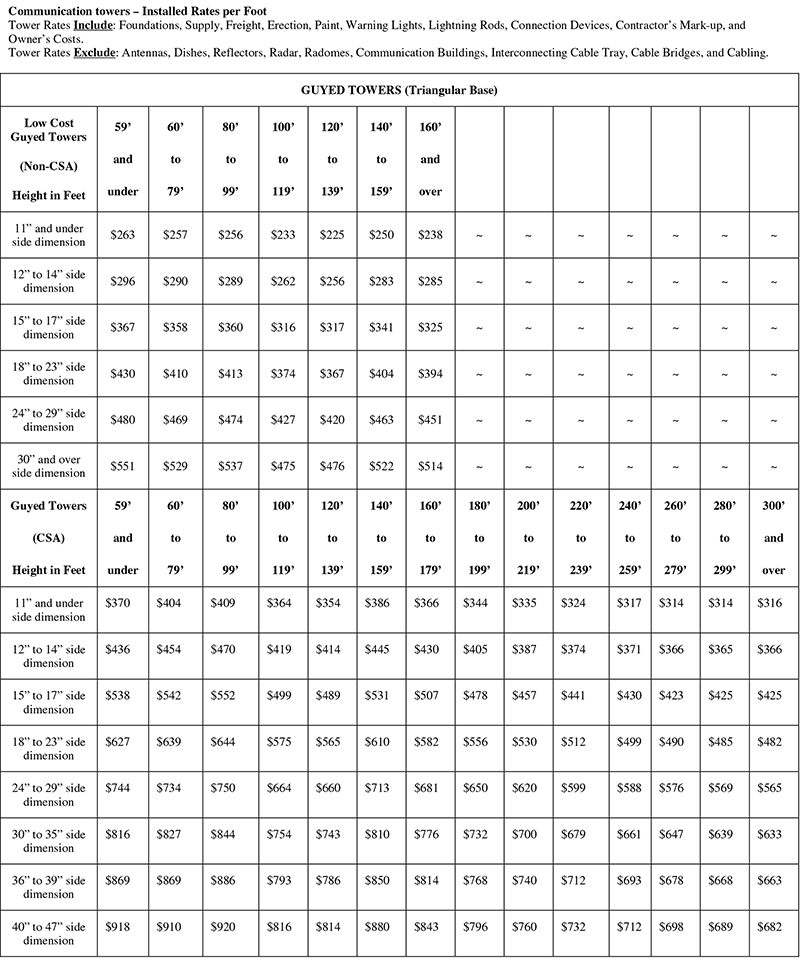 Communication towers – Installed Rates per Foot
Tower Rates Include: Foundations, Supply, Freight, Erection, Paint, Warning Lights, Lightning Rods, Connection Devices, Contractor’s Mark-up, and
Owner’s Costs.
Tower Rates Exclude: Antennas, Dishes, Reflectors, Radar, Radomes, Communication Buildings, Interconnecting Cable Tray, Cable Bridges, and Cabling.
GUYED TOWERS (Triangular Base)
Low Cost 59’ 60’ 80’ 100’ 120’ 140’ 160’
Guyed Towers
(Non-CSA) and to to to to to and
Height in Feet under 79’ 99’ 119’ 139’ 159’ over
11” and under
side dimension $263 $257 $256 $233 $225 $250 $238 ~ ~ ~ ~ ~ ~ ~
12” to 14” side
dimension $296 $290 $289 $262 $256 $283 $285 ~ ~ ~ ~ ~ ~ ~
15” to 17” side
dimension $367 $358 $360 $316 $317 $341 $325 ~ ~ ~ ~ ~ ~ ~
18” to 23” side
dimension $430 $410 $413 $374 $367 $404 $394 ~ ~ ~ ~ ~ ~ ~
24” to 29” side
dimension $480 $469 $474 $427 $420 $463 $451 ~ ~ ~ ~ ~ ~ ~
30” and over
side dimension $551 $529 $537 $475 $476 $522 $514 ~ ~ ~ ~ ~ ~ ~
Guyed Towers 59’ 60’ 80’ 100’ 120’ 140’ 160’ 180’ 200’ 220’ 240’ 260’ 280’ 300’
(CSA) and to to to to to to to to to to to to and
Height in Feet under 79’ 99’ 119’ 139’ 159’ 179’ 199’ 219’ 239’ 259’ 279’ 299’ over
11” and under $370 $404 $409 $364 $354 $386 $366 $344 $335 $324 $317 $314 $314 $316
side dimension
12” to 14” side $436 $454 $470 $419 $414 $445 $430 $405 $387 $374 $371 $366 $365 $366
dimension
15” to 17” side $538 $542 $552 $499 $489 $531 $507 $478 $457 $441 $430 $423 $425 $425
dimension
18” to 23” side $627 $639 $644 $575 $565 $610 $582 $556 $530 $512 $499 $490 $485 $482
dimension
24” to 29” side $744 $734 $750 $664 $660 $713 $681 $650 $620 $599 $588 $576 $569 $565
dimension
30” to 35” side $816 $827 $844 $754 $743 $810 $776 $732 $700 $679 $661 $647 $639 $633
dimension
36” to 39” side $869 $869 $886 $793 $786 $850 $814 $768 $740 $712 $693 $678 $668 $663
dimension
40” to 47” side $918 $910 $920 $816 $814 $880 $843 $796 $760 $732 $712 $698 $689 $682
dimension